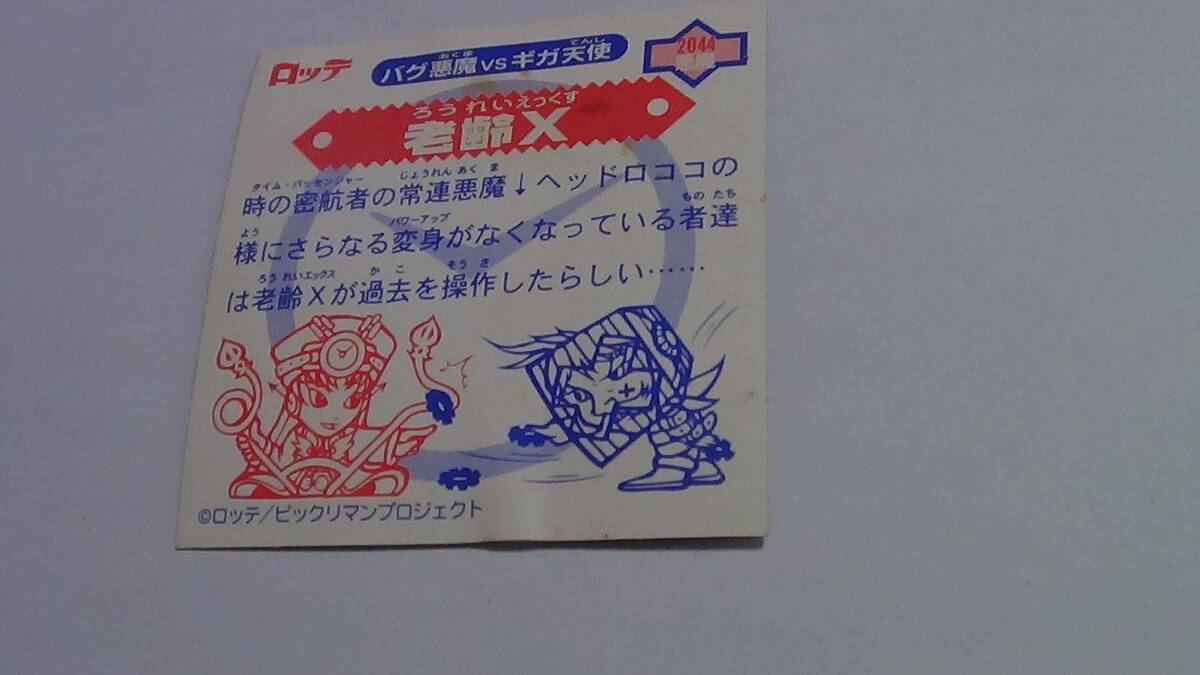 ロッテ
あくま てんし
バグ悪魔vsギガ天使
2044
ろうれいえっくす
老齢X
タイム・パッセンジャー じょうれん あくま
時の密航者の常連悪魔↓ヘッドロココの
よう パワーアップ もの たち
様にさらなる変身がなくなっている者達
ろうれいエックス かこ そうさ
は老齢Xが過去を操作したらしい……
©ロッテ/ビックリマンプロジェクト